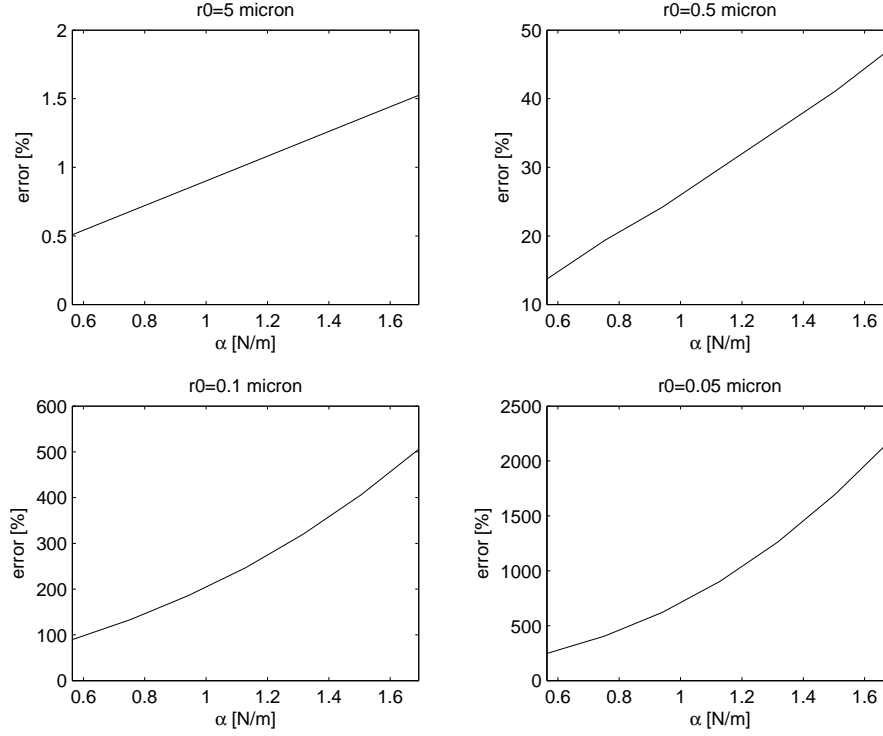 r0=5 micron
2
1.5
1
0.5
0
error [%]
0.6 0.8 1 1.2 1.4 1.6
α [N/m]
r0=0.5 micron
50
40
30
20
10
error [%]
0.6 0.8 1 1.2 1.4 1.6
α [N/m]
r0=0.1 micron
600
500
400
300
200
100
0
error [%]
0.6 0.8 1 1.2 1.4 1.6
α [N/m]
r0=0.05 micron
2500
2000
1500
1000
500
0
error [%]
0.6 0.8 1 1.2 1.4 1.6
α [N/m]